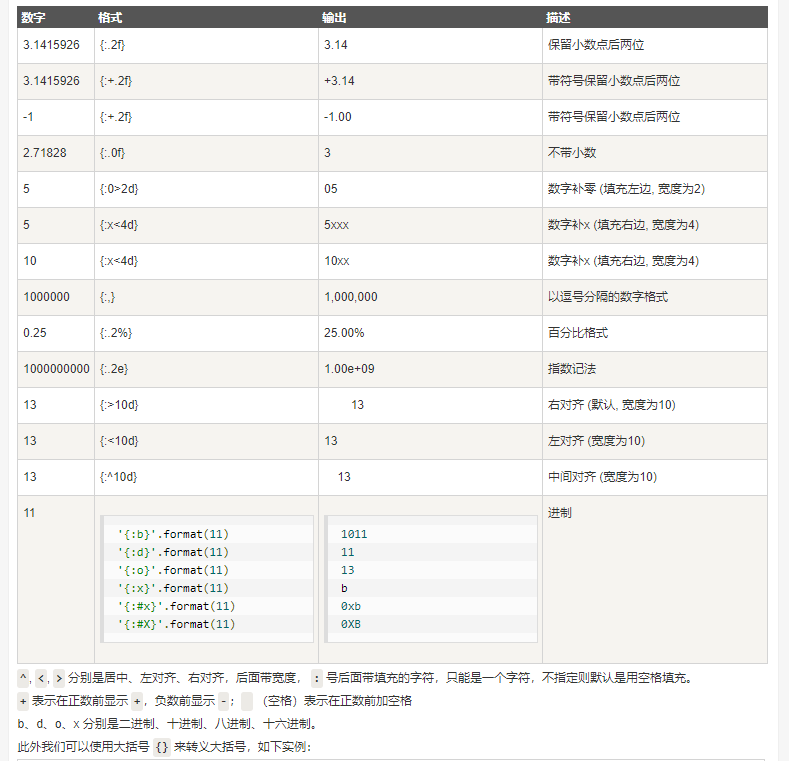 数字 格式 输出 描述
3.1415926 {:.2f} 3.14 保留小数点后两位
3.1415926 {:+.2f} +3.14 带符号保留小数点后两位
-1 {:+.2f} -1.00 带符号保留小数点后两位
2.71828 {:.0f} 3 不带小数
5 {:0>2d} 05 数字补零 (填充左边, 宽度为2)
5 {:x<4d} 5xxx 数字补x (填充右边, 宽度为4)
10 {:x<4d} 10xx 数字补x (填充右边, 宽度为4)
1000000 {:,} 1,000,000 以逗号分隔的数字格式
0.25 {:.2%} 25.00% 百分比格式
1000000000 {:.2e} 1.00e+09 指数记法
13 {:>10d} 13 右对齐 (默认, 宽度为10)
13 {:<10d} 13 左对齐 (宽度为10)
13 {:^10d} 13 中间对齐 (宽度为10)
11 进制
'{:b}'.format(11) 1011
'{:d}'.format(11) 11
'{:o}'.format(11) 13
'{:x}'.format(11) b
'{:#x}'.format(11) 0xb
'{:#X}'.format(11) 0XB
^, <, > 分别是居中、左对齐、右对齐，后面带宽度， : 号后面带填充的字符，只能是一个字符，不指定则默认是用空格填充。
+ 表示在正数前显示 +，负数前显示 -；  （空格）表示在正数前加空格
b、d、o、x 分别是二进制、十进制、八进制、十六进制。
此外我们可以使用大括号 {} 来转义大括号，如下实例：